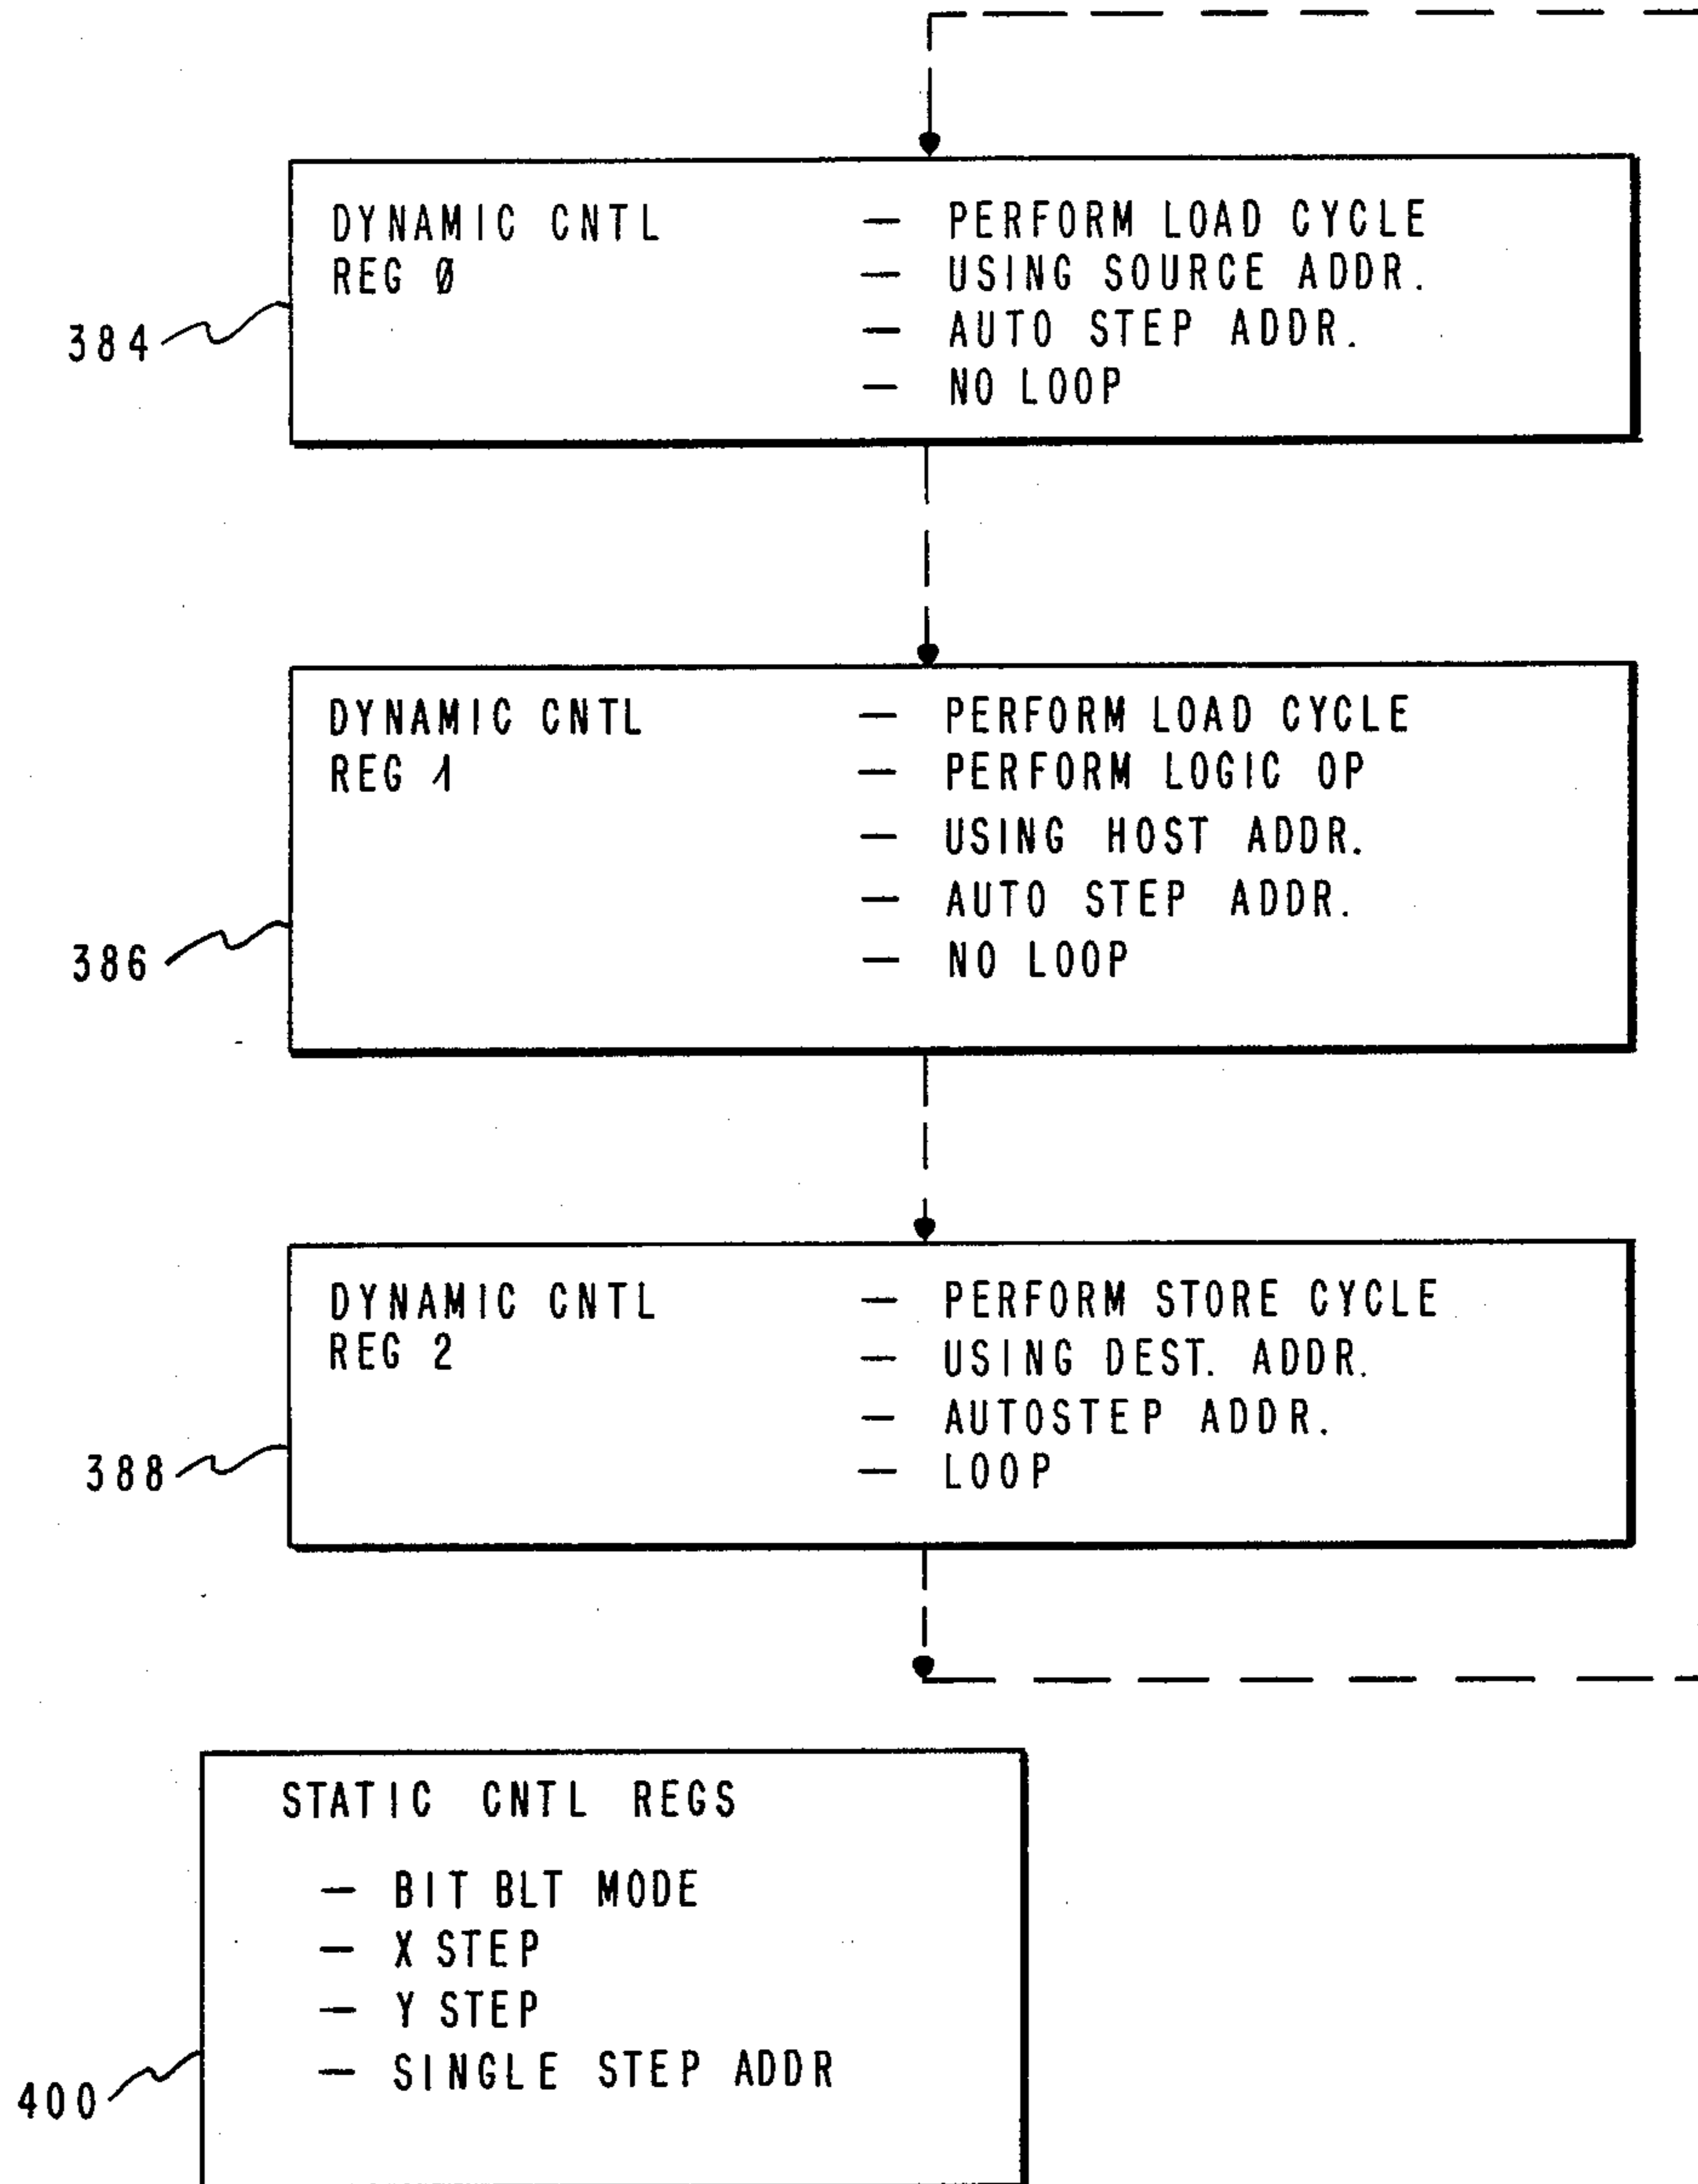 DYNAMIC CNTL — PERFORM LOAD CYCLE
REG Ø — USING SOURCE ADDR.
— AUTO STEP ADDR.
384
— NO LOOP
DYNAMIC CNTL — PERFORM LOAD CYCLE
REG 1 — PERFORM LOGIC OP
— USING HOST ADDR.
— AUTO STEP ADDR.
386
— NO LOOP
DYNAMIC CNTL — PERFORM STORE CYCLE
REG 2 — USING DEST. ADDR.
— AUTOSTEP ADDR.
388
— LOOP
STATIC CNTL REGS
— BIT BLT MODE
— X STEP
— Y STEP
— SINGLE STEP ADDR
400